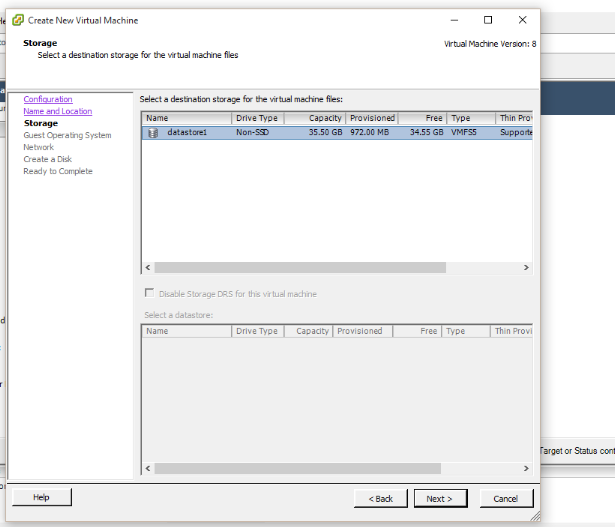 Create New Virtual Machine
Storage
Select a destination storage for the virtual machine files
Virtual Machine Version: 8
Configuration
Name and Location
Storage
Guest Operating System
Network
Create a Disk
Ready to Complete
Select a destination storage for the virtual machine files:
Name Drive Type Capacity Provisioned Free Type Thin Prov
datastore1 Non-SSD 35.50 GB 972.00 MB 34.55 GB VMFS5 Supporte
Disable Storage DRS for this virtual machine
Select a datastore:
Name Drive Type Capacity Provisioned Free Type Thin Provi
Target or Status cont
Help
< Back
Next >
Cancel